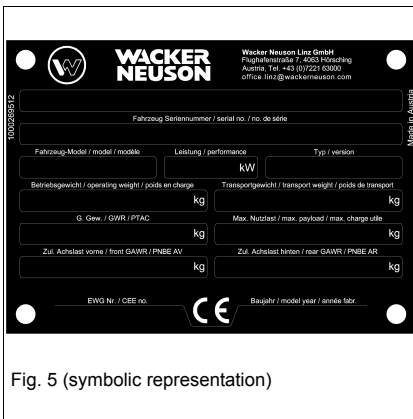 WACKER
NEUSON
Wacker Neuson Linz GmbH
Flughafenstraße 7, 4063 Hörsching
Austria, Tel. +43 (0)7221 63000
office.linz@wackerneuson.com
1000269512
Made in Austria
Fahrzeug Seriennummer / serial no. / no. de série
Fahrzeug-Model / model / modèle Leistung / performance Typ / version
kW
Betriebsgewicht / operating weight / poids en charge Transportgewicht / transport weight / poids de transport
kg kg
G. Gew. / GWR / PTAC Max. Nutzlast / max. payload / max. charge utile
kg kg
Zul. Achslast vorne / front GAWR / PNBE AV Zul. Achslast hinten / rear GAWR / PNBE AR
kg kg
EWG Nr. / CEE no. CE Baujahr / model year / année fabr.
Fig. 5 (symbolic representation)